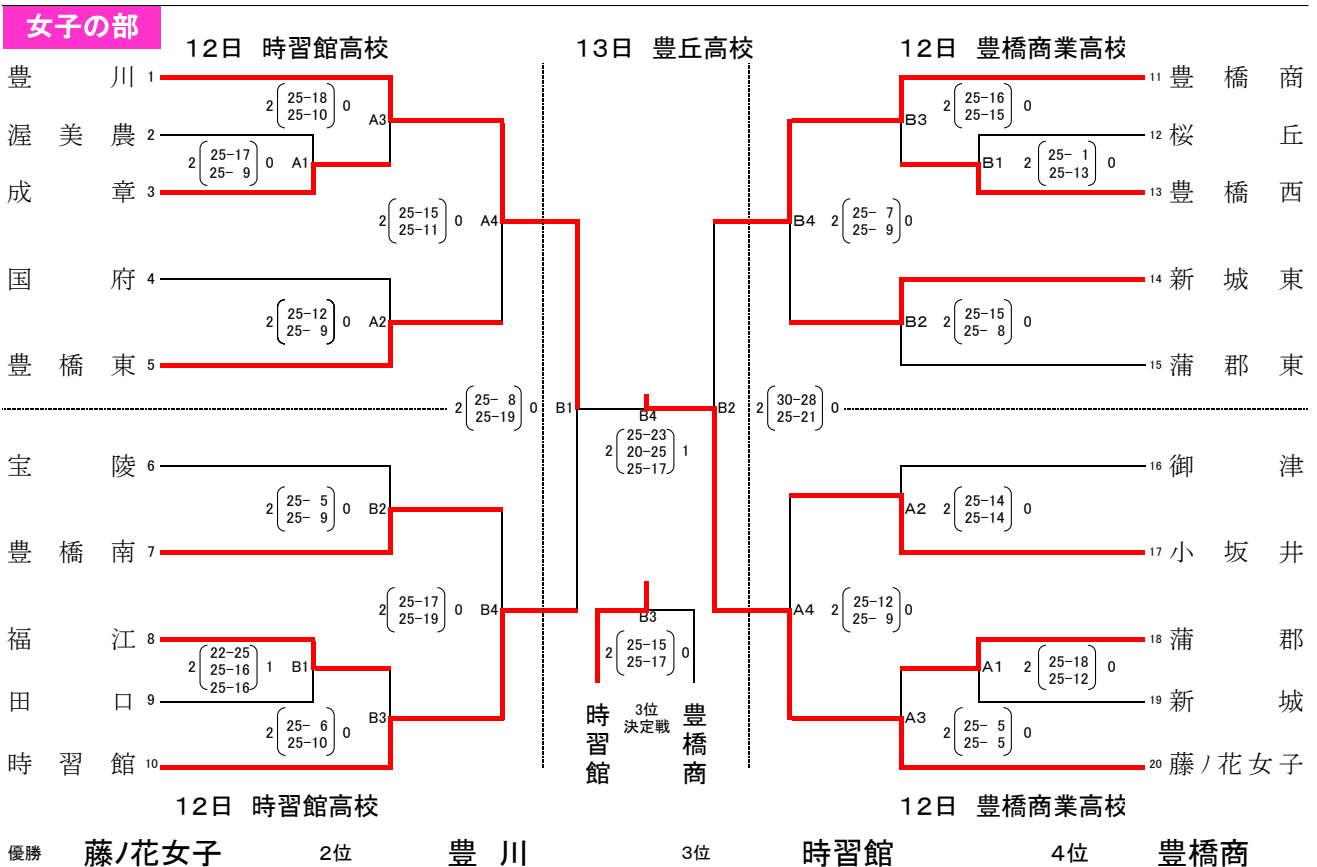 女子の部
12日 時習館高校
13日 豊丘高校
12日 豊橋商業高校
豊川 1
2 25-18 0
25-10
A3
渥美農 2
2 25-17 0 A1
25- 9
成章 3
2 25-15 0 A4
25-11
国府 4
2 25-12 0 A2
25- 9
豊橋東 5
2 25- 8 0 B1
25-19
宝陵 6
2 25- 5 0 B2
25- 9
豊橋南 7
2 25-17 0 B4
25-19
福江 8
2 22-25 1 B1
25-16
25-16
田口 9
2 25- 6 0 B3
25-10
時習館 10
12日 時習館高校
B4
2 25-23 1
20-25
25-17
B3
2 25-15 0
25-17
時習館
3位
決定戦
豊橋商
11 豊橋商
B3 2 25-16 0
25-15
12 桜丘
B1 2 25- 1 0
25-13
13 豊橋西
B4 2 25- 7 0
25- 9
14 新城東
B2 2 25-15 0
25- 8
15 蒲郡東
B2 2 30-28 0
25-21
16 御津
A2 2 25-14 0
25-14
17 小坂井
A4 2 25-12 0
25- 9
18 蒲郡
A1 2 25-18 0
25-12
19 新城
A3 2 25- 5 0
25- 5
20 藤ノ花女子
12日 豊橋商業高校
優勝 藤ノ花女子 2位 豊川 3位 時習館 4位 豊橋商